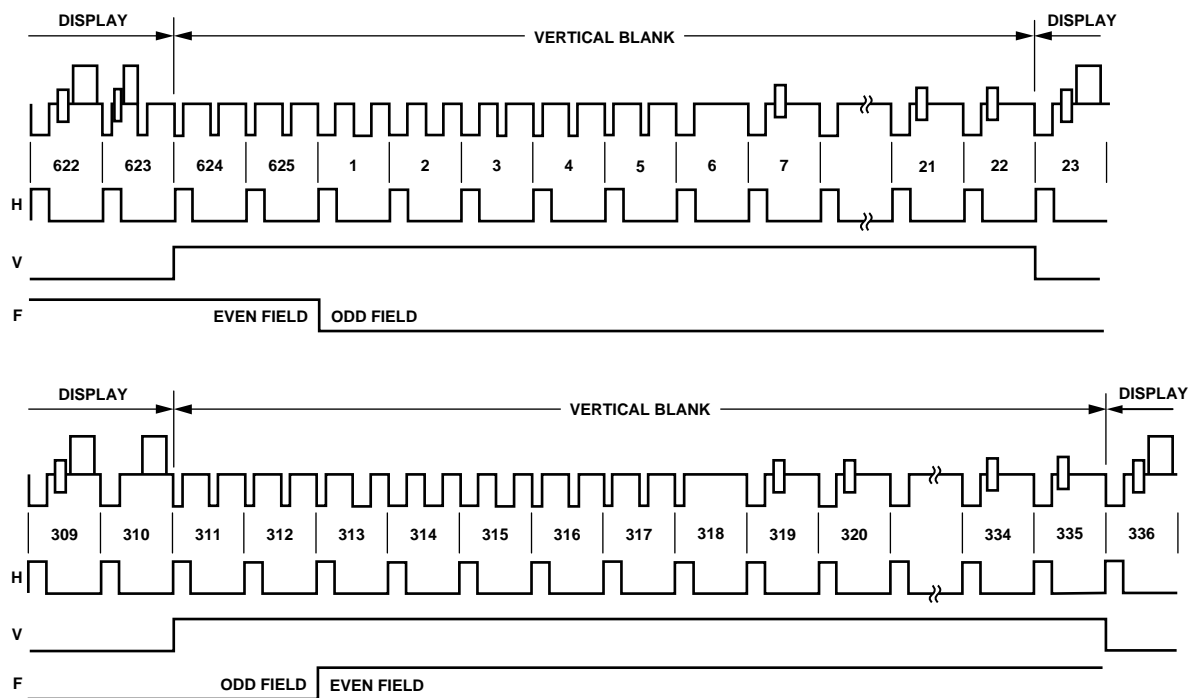 DISPLAY VERTICAL BLANK DISPLAY
622 623 624 625 1 2 3 4 5 6 7 21 22 23
H
V
F EVEN FIELD ODD FIELD
DISPLAY VERTICAL BLANK DISPLAY
309 310 311 312 313 314 315 316 317 318 319 320 334 335 336
H
V
F ODD FIELD EVEN FIELD